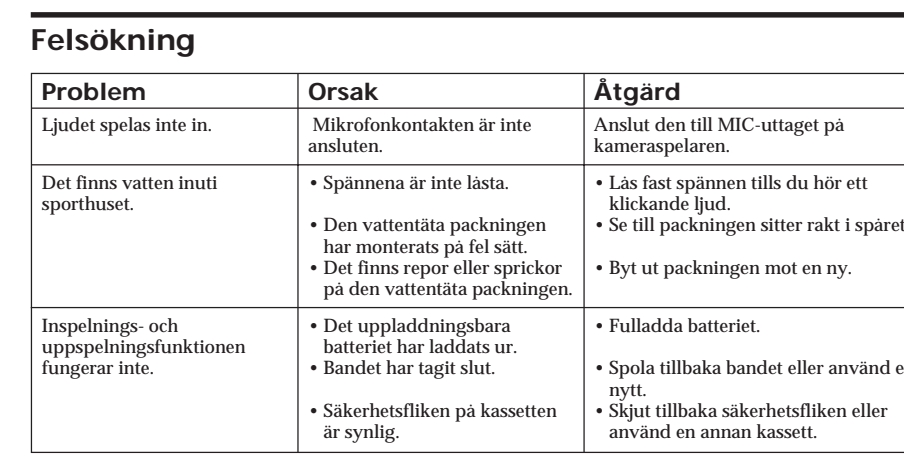 Felsökning
Problem Orsak Åtgärd
Ljudet spelas inte in.
Mikrofonkontakten är inte
ansluten.
Anslut den till MIC-uttaget på
kameraspelaren.
Det finns vatten inuti
sporthuset.
• Spännena är inte låsta.
• Den vattentäta packningen
har monterats på fel sätt.
• Det finns repor eller sprickor
på den vattentäta packningen.
• Lås fast spännen tills du hör ett
klickande ljud.
• Se till packningen sitter rakt i spåret
• Byt ut packningen mot en ny.
Inspelnings- och
uppspelningsfunktionen
fungerar inte.
• Det uppladdningsbara
batteriet har laddats ur.
• Bandet har tagit slut.
• Säkerhetsfliken på kassetten
är synlig.
• Fulladda batteriet.
• Spola tillbaka bandet eller använd
nytt.
• Skjut tillbaka säkerhetsfliken eller
använd en annan kassett.